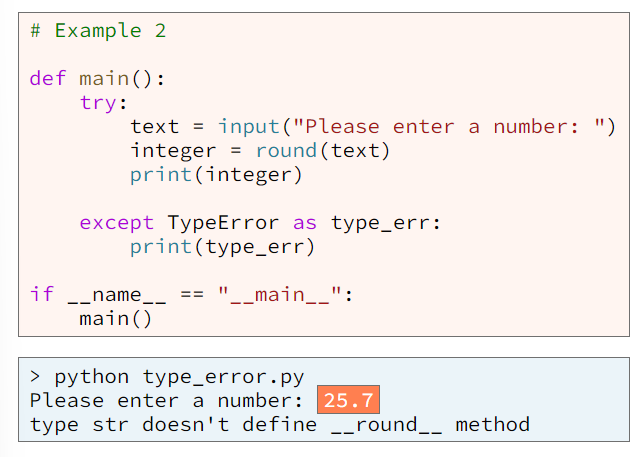 # Example 2

def main():
    try:
        text = input("Please enter a number: ")
        integer = round(text)
        print(integer)

    except TypeError as type_err:
        print(type_err)

if __name__ == "__main__":
    main()

> python type_error.py
Please enter a number: 25.7
type str doesn't define __round__ method